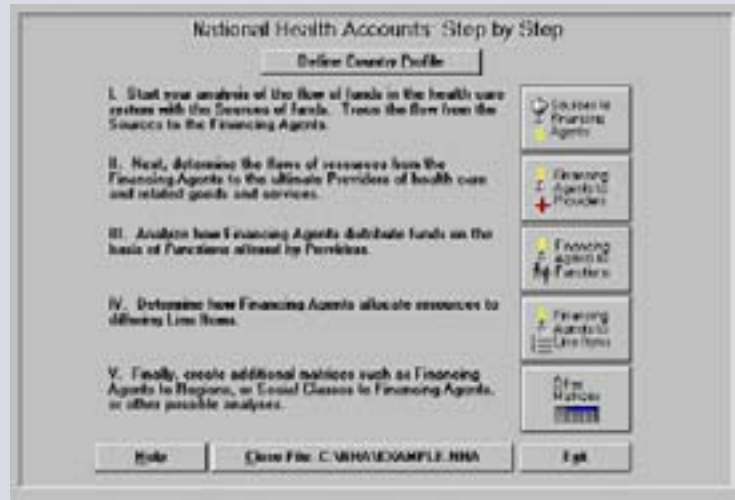 National Health Accounts: Step by Step
Define Country Profile
I. Start your analysis of the flow of funds in the health care
system with the Sources of funds. Trace the flow from the
Sources to the Financing Agents.
Sources to
Financing
Agents
II. Next, determine the flows of resources from the
Financing Agents to the ultimate Providers of health care
and related goods and services.
Financing
Agents to
Providers
III. Analyze how Financing Agents distribute funds on the
basis of Functions offered by Providers.
Financing
Agents to
Functions
IV. Determine how Financing Agents allocate resources to
differing Line Items.
Financing
Agents to
Line Items
V. Finally, create additional matrices such as Financing
Agents to Regions, or Social Classes to Financing Agents,
or other possible analyses.
Other
Matrices
Help
Close File: C:\NHA\EXAMPLE.NHA
Exit